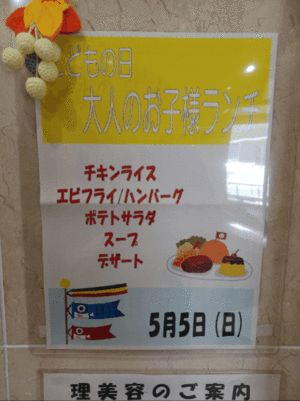 こどもの日
大人のお子様ランチ
チキンライス
エビフライ/ハンバーグ
ポテトサラダ
スープ
デザート
5月5日（日）
理美容のご案内